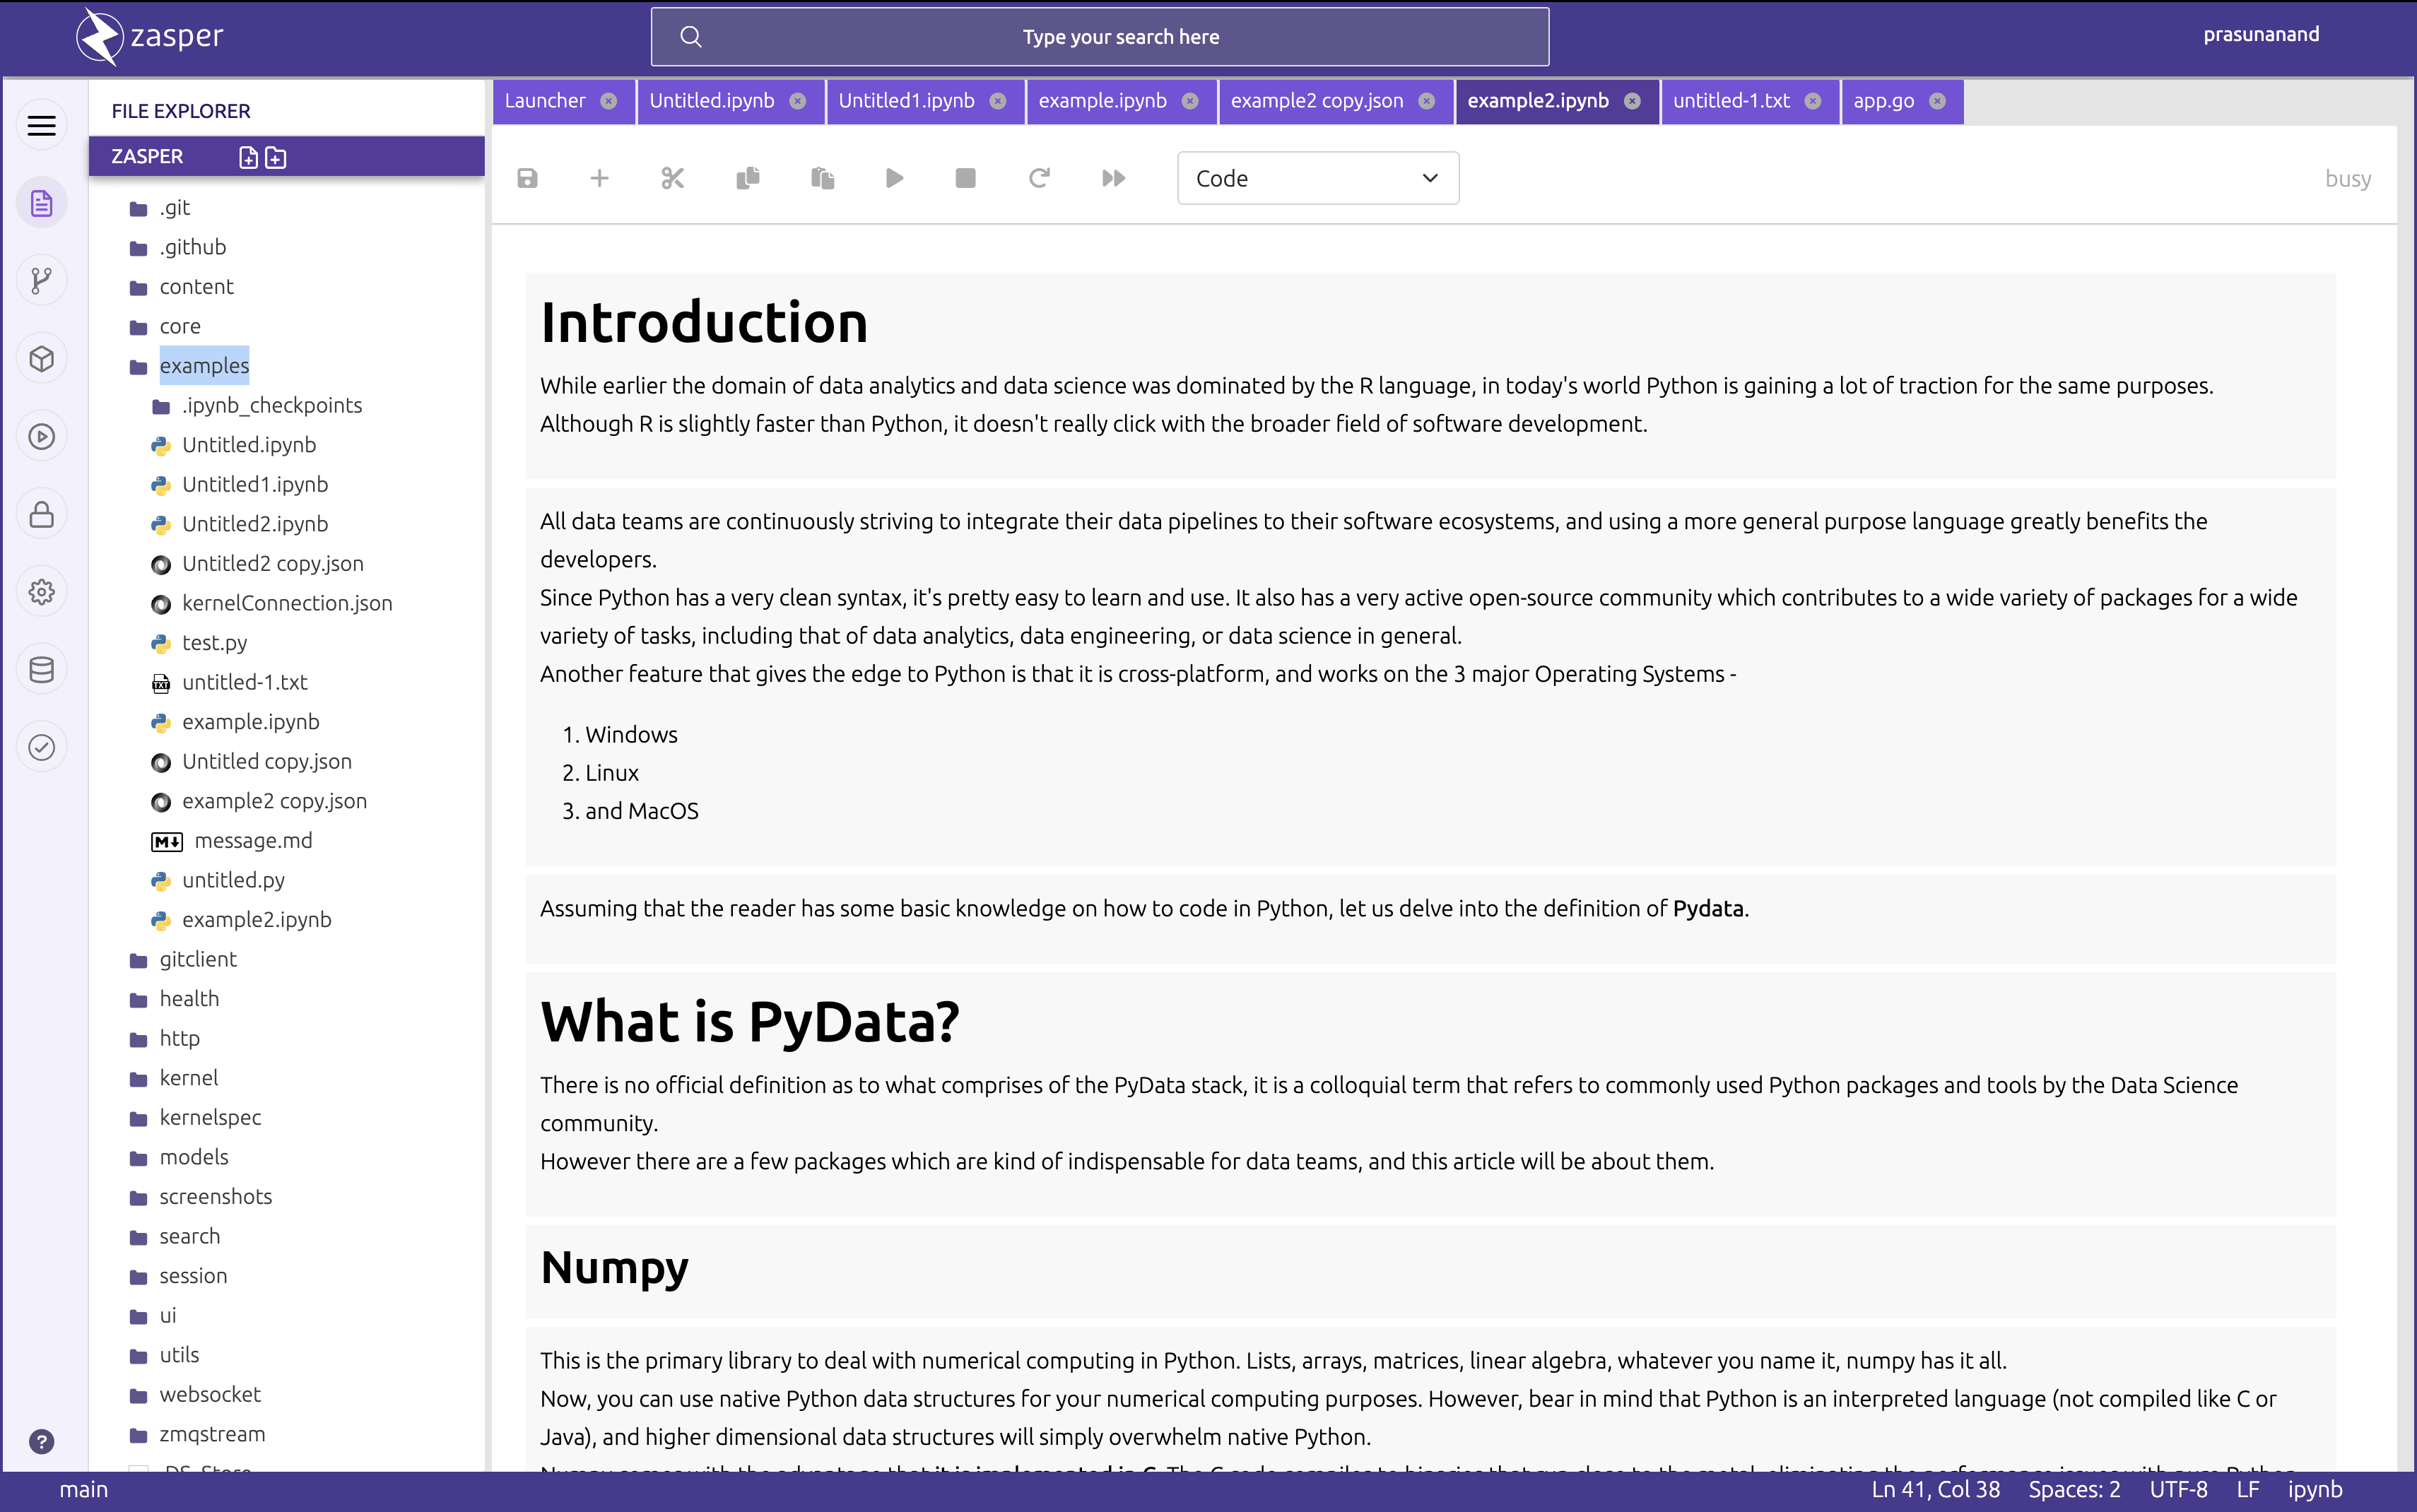 zasper
Type your search here
prasunanand
FILE EXPLORER
ZASPER
.git
.github
content
core
examples
.ipynb_checkpoints
Untitled.ipynb
Untitled1.ipynb
Untitled2.ipynb
Untitled2 copy.json
kernelConnection.json
test.py
TXT untitled-1.txt
example.ipynb
Untitled copy.json
example2 copy.json
M message.md
untitled.py
example2.ipynb
gitclient
health
http
kernel
kernelspec
models
screenshots
search
session
ui
utils
websocket
zmqstream
Launcher
Untitled.ipynb
Untitled1.ipynb
example.ipynb
example2 copy.json
example2.ipynb
untitled-1.txt
app.go
Code
busy
Introduction
While earlier the domain of data analytics and data science was dominated by the R language, in today's world Python is gaining a lot of traction for the same purposes.
Although R is slightly faster than Python, it doesn't really click with the broader field of software development.
All data teams are continuously striving to integrate their data pipelines to their software ecosystems, and using a more general purpose language greatly benefits the
developers.
Since Python has a very clean syntax, it's pretty easy to learn and use. It also has a very active open-source community which contributes to a wide variety of packages for a wide
variety of tasks, including that of data analytics, data engineering, or data science in general.
Another feature that gives the edge to Python is that it is cross-platform, and works on the 3 major Operating Systems -
1. Windows
2. Linux
3. and MacOS
Assuming that the reader has some basic knowledge on how to code in Python, let us delve into the definition of Pydata.
What is PyData?
There is no official definition as to what comprises of the PyData stack, it is a colloquial term that refers to commonly used Python packages and tools by the Data Science
community.
However there are a few packages which are kind of indispensable for data teams, and this article will be about them.
Numpy
This is the primary library to deal with numerical computing in Python. Lists, arrays, matrices, linear algebra, whatever you name it, numpy has it all.
Now, you can use native Python data structures for your numerical computing purposes. However, bear in mind that Python is an interpreted language (not compiled like C or
Java), and higher dimensional data structures will simply overwhelm native Python.
?
main
Ln 41, Col 38
Spaces: 2
UTF-8
LF
ipynb